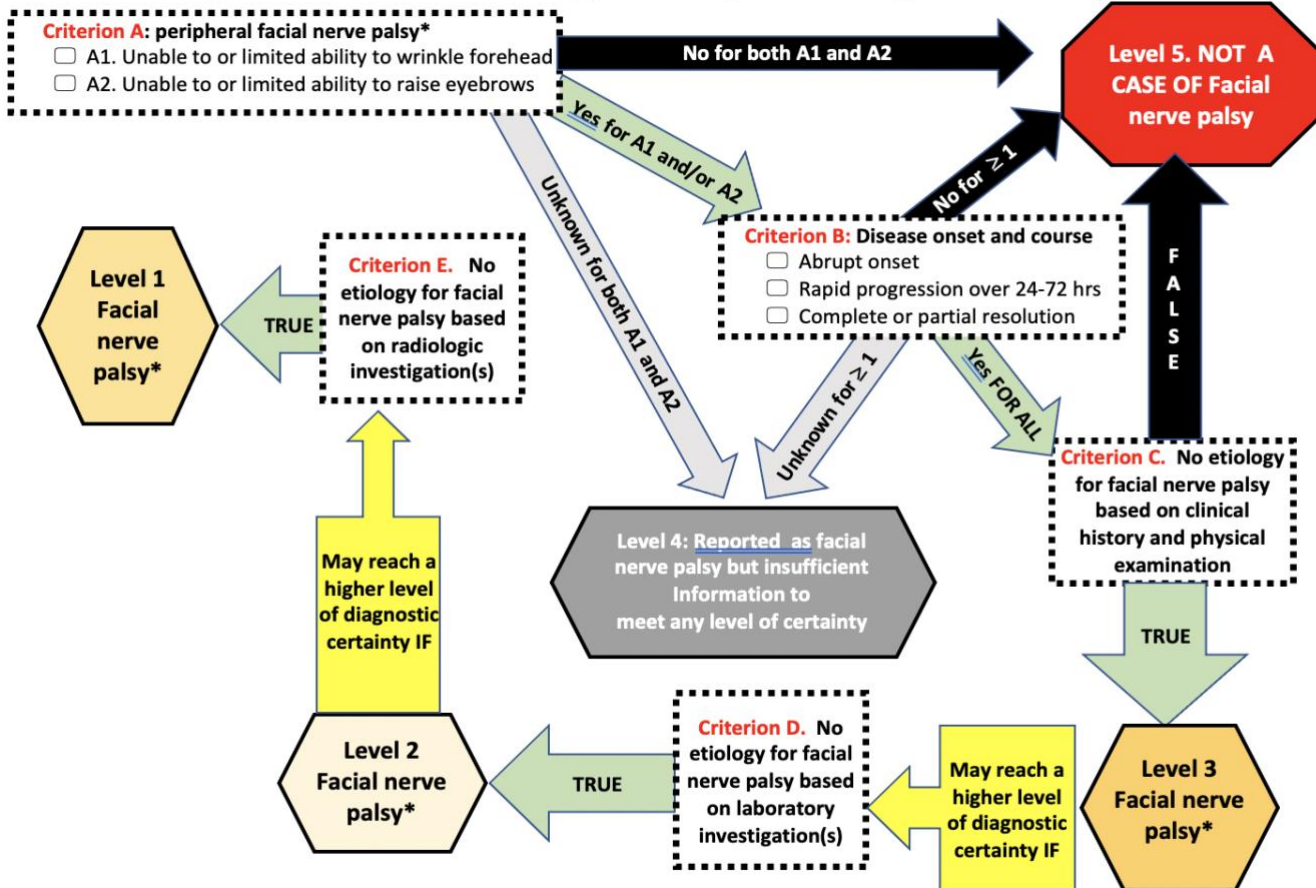 Criterion A: peripheral facial nerve palsy*
▢ A1. Unable to or limited ability to wrinkle forehead
▢ A2. Unable to or limited ability to raise eyebrows
No for both A1 and A2
Level 5. NOT A
CASE OF Facial
nerve palsy
Yes for A1 and/or A2
Unknown for both A1 and A2
No for ≥ 1
Criterion B: Disease onset and course
▢ Abrupt onset
▢ Rapid progression over 24-72 hrs
▢ Complete or partial resolution
FALSE
Level 1
Facial
nerve
palsy*
TRUE
Criterion E. No
etiology for facial
nerve palsy based
on radiologic
investigation(s)
Unknown for ≥ 1
Yes FOR ALL
Criterion C. No etiology
for facial nerve palsy
based on clinical
history and physical
examination
Level 4: Reported as facial
nerve palsy but insufficient
Information to
meet any level of certainty
May reach a
higher level
of diagnostic
certainty IF
TRUE
Level 2
Facial nerve
palsy*
TRUE
Criterion D. No
etiology for facial
nerve palsy based
on laboratory
investigation(s)
May reach a
higher level
of diagnostic
certainty IF
Level 3
Facial nerve
palsy*